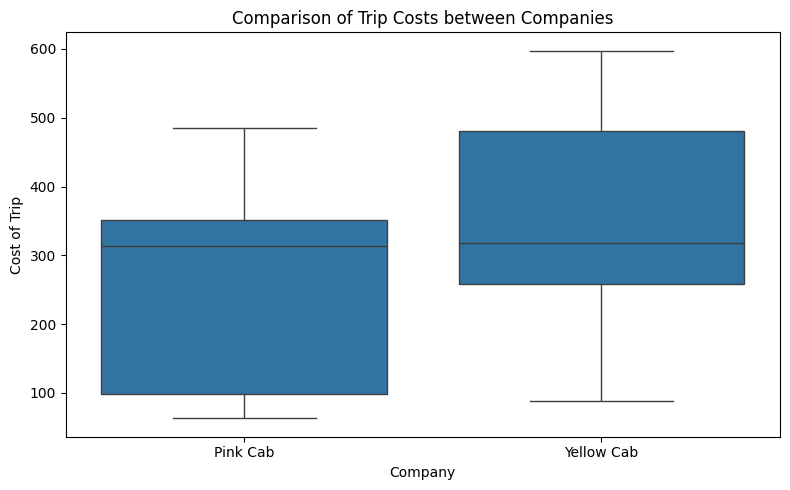 Comparison of Trip Costs between Companies
600
500
400
300
200
100
Cost of Trip
Pink Cab
Yellow Cab
Company